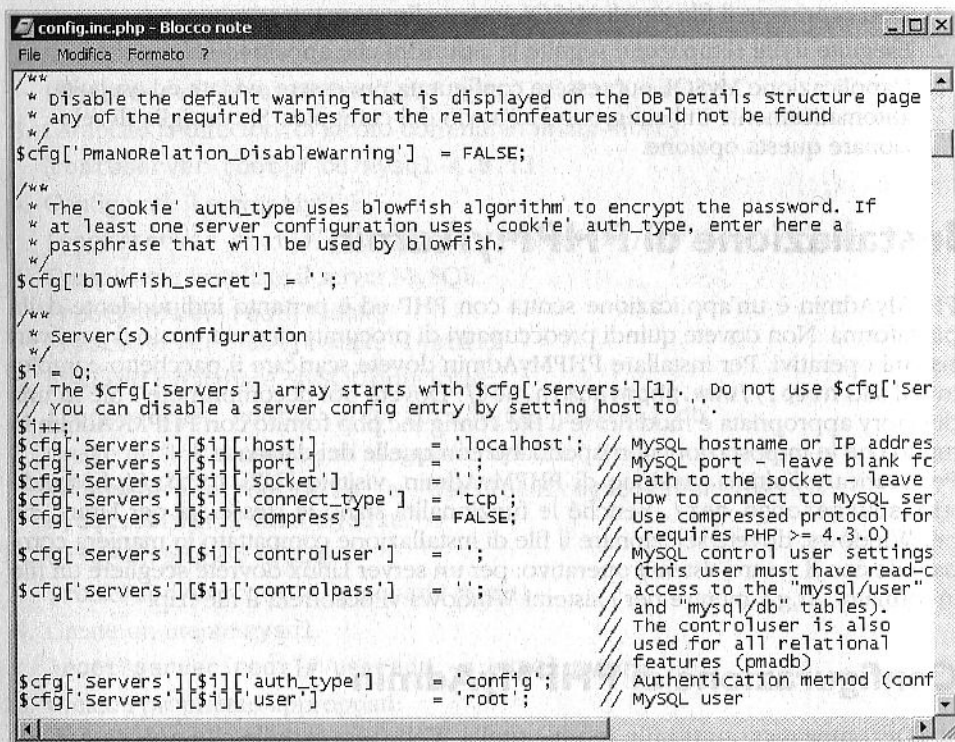 config.inc.php - Blocco note
File Modifica Formato ?
/**
* Disable the default warning that is displayed on the DB Details Structure page
* any of the required Tables for the relationfeatures could not be found
*/
$cfg['PmaNoRelation_DisableWarning'] = FALSE;
/**
* The 'cookie' auth_type uses blowfish algorithm to encrypt the password. If
* at least one server configuration uses 'cookie' auth_type, enter here a
* passphrase that will be used by blowfish.
*/
$cfg['blowfish_secret'] = '';
/**
* Server(s) configuration
*/
$i = 0;
// The $cfg['Servers'] array starts with $cfg['Servers'][1]. Do not use $cfg['Ser
// You can disable a server config entry by setting host to ''.
$i++;
$cfg['Servers'][$i]['host'] = 'localhost'; // MySQL hostname or IP addres
$cfg['Servers'][$i]['port'] = ''; // MySQL port - leave blank fo
$cfg['Servers'][$i]['socket'] = ''; // Path to the socket - leave
$cfg['Servers'][$i]['connect_type'] = 'tcp'; // How to connect to MySQL ser
$cfg['Servers'][$i]['compress'] = FALSE; // Use compressed protocol for
// (requires PHP >= 4.3.0)
$cfg['Servers'][$i]['controluser'] = ''; // MySQL control user settings
// (this user must have read-o
$cfg['Servers'][$i]['controlpass'] = ''; // access to the "mysql/user"
// and "mysql/db" tables).
// The controluser is also
// used for all relational
// features (pmadb)
$cfg['Servers'][$i]['auth_type'] = 'config'; // Authentication method (conf
$cfg['Servers'][$i]['user'] = 'root'; // MySQL user